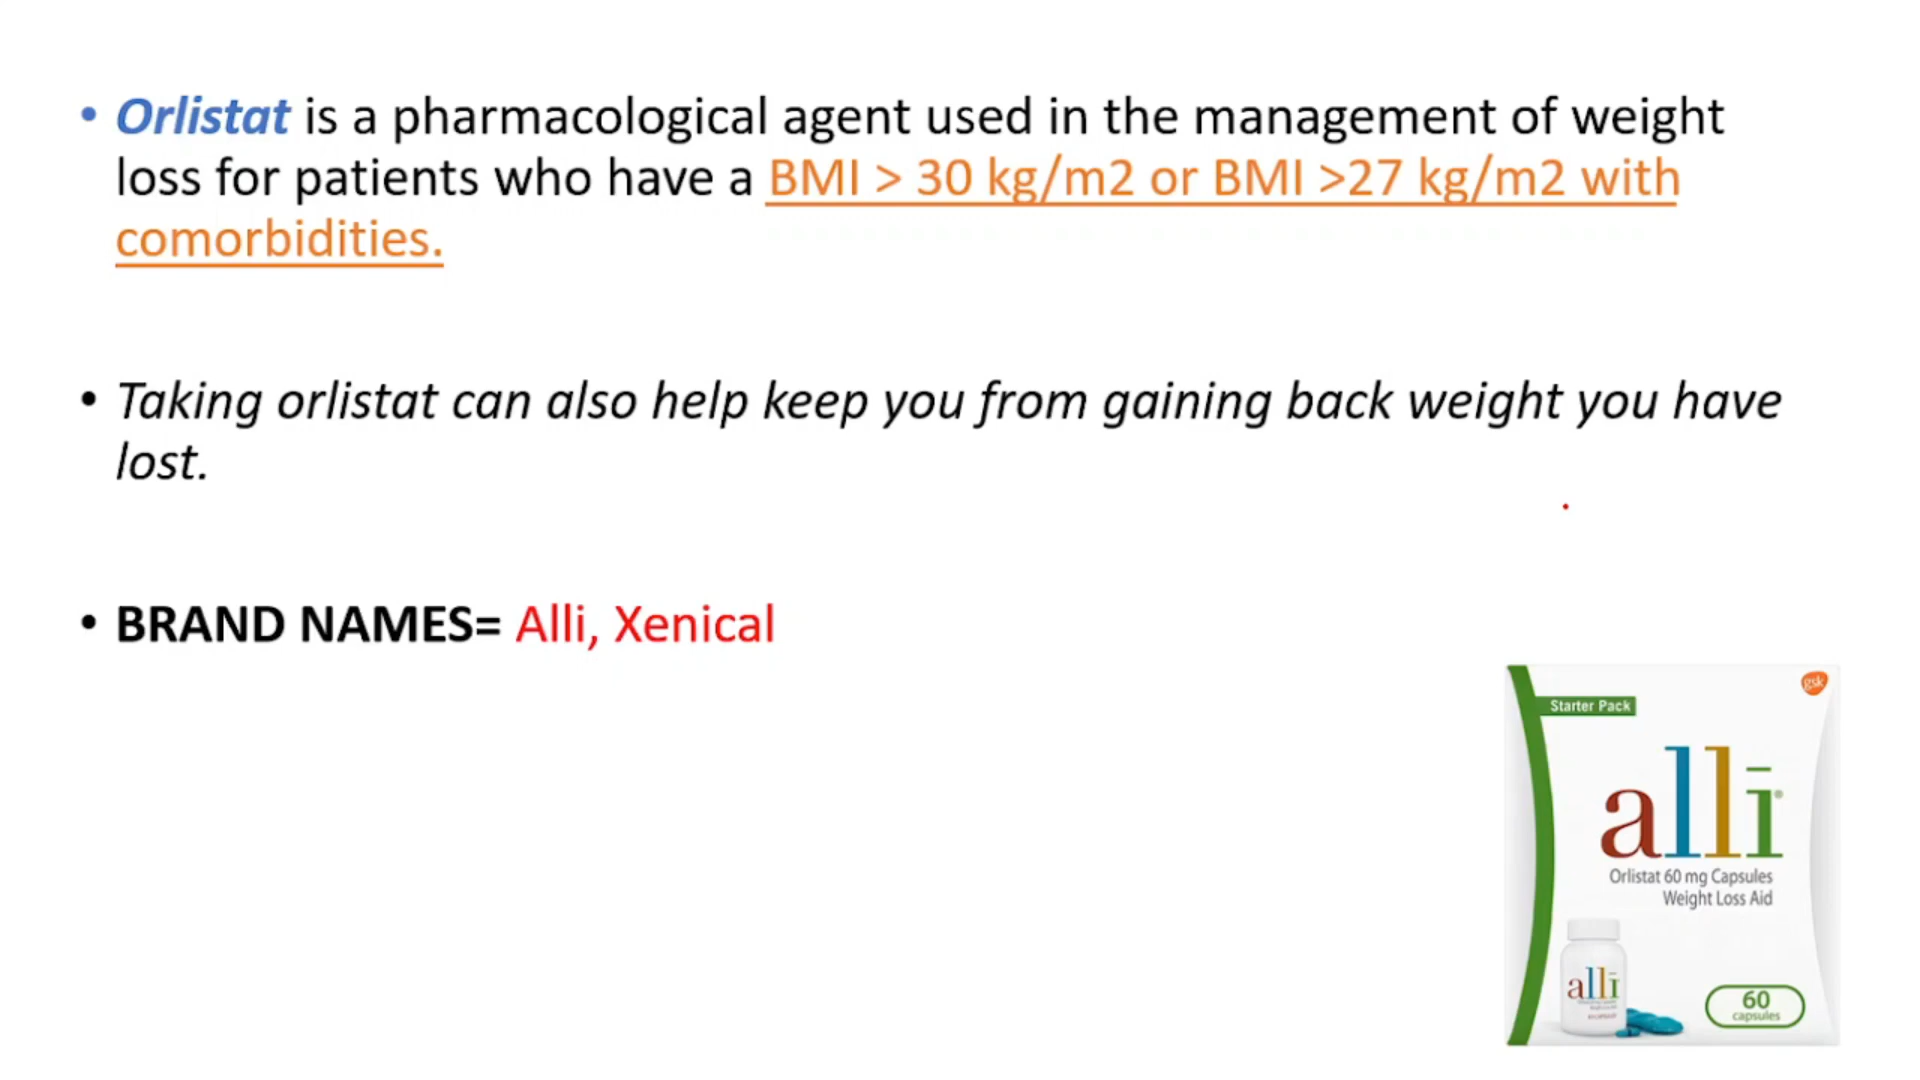 • Orlistat is a pharmacological agent used in the management of weight
loss for patients who have a BMI > 30 kg/m2 or BMI >27 kg/m2 with
comorbidities.
• Taking orlistat can also help keep you from gaining back weight you have
lost.
• BRAND NAMES= Alli, Xenical
gsk
Starter Pack
alli
Orlistat 60 mg Capsules
Weight Loss Aid
alli
60
capsules